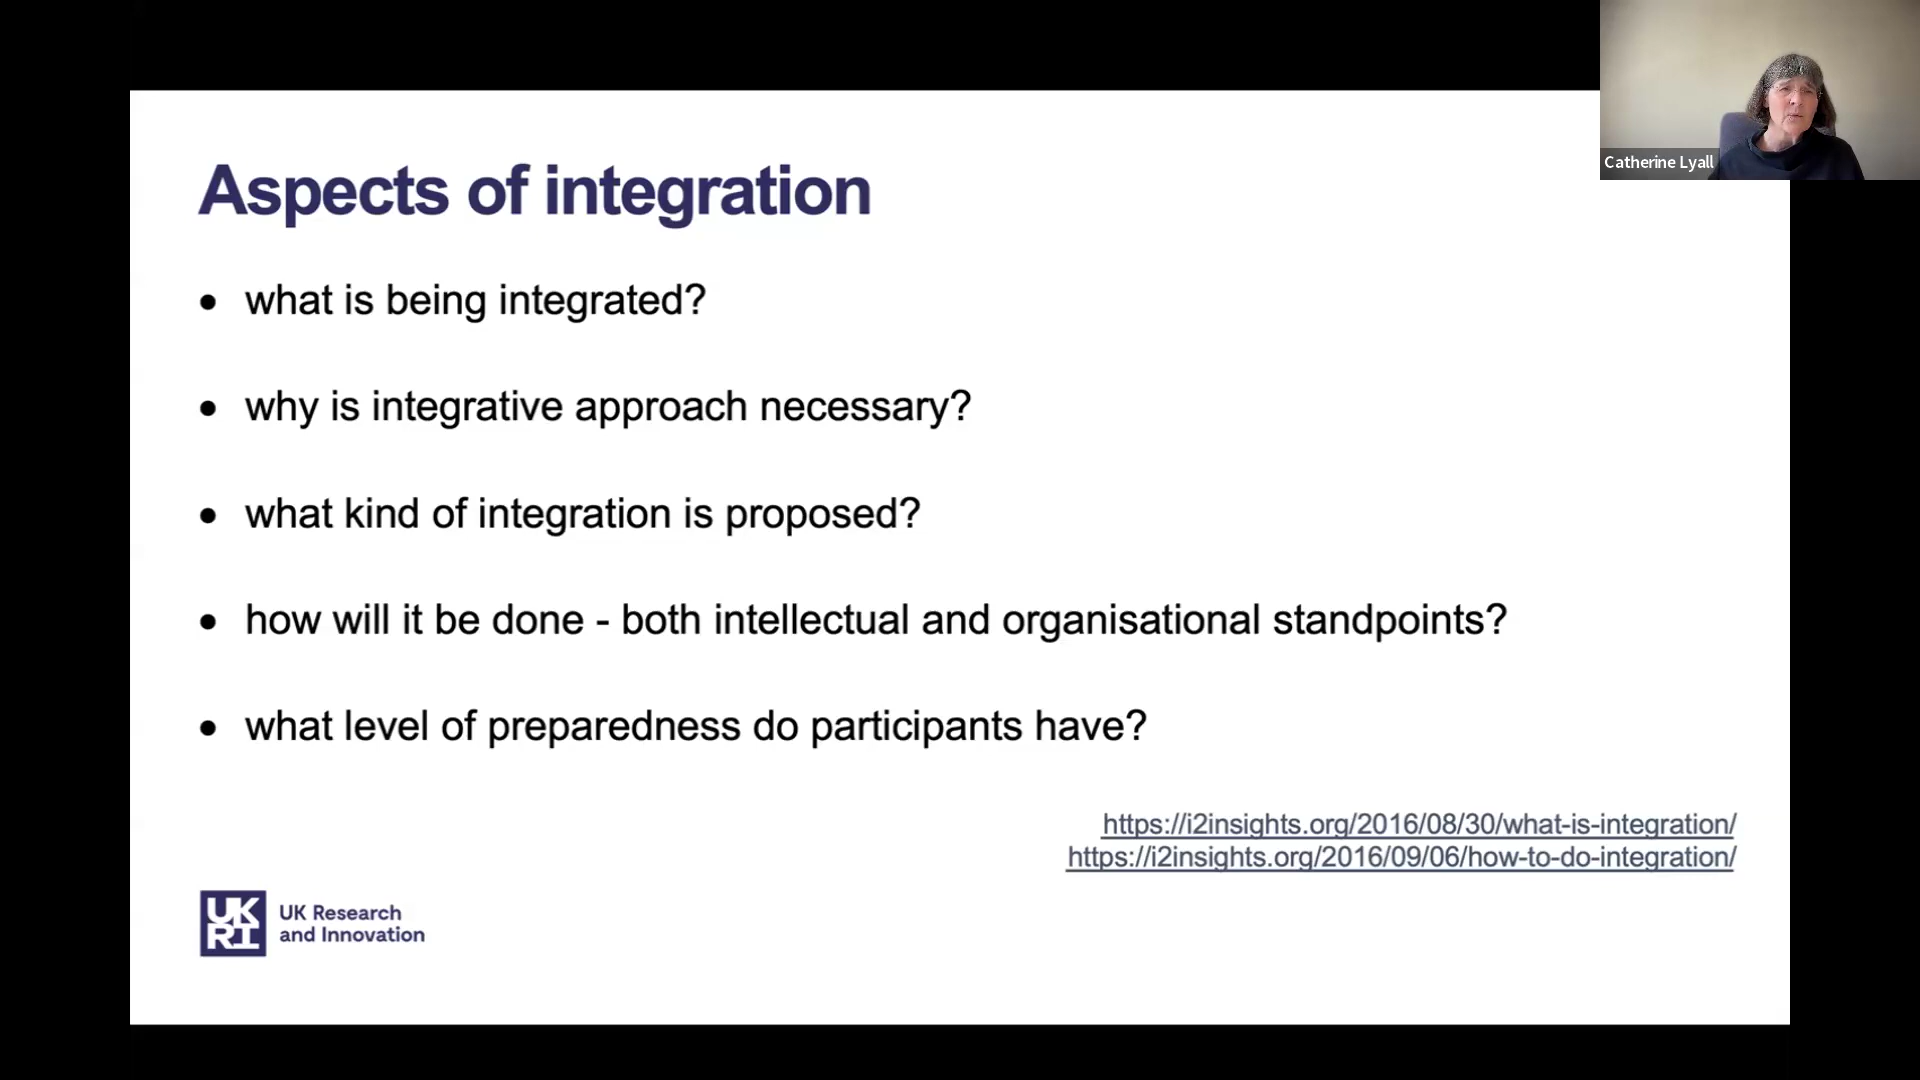 Catherine Lyall
Aspects of integration
• what is being integrated?
• why is integrative approach necessary?
• what kind of integration is proposed?
• how will it be done - both intellectual and organisational standpoints?
• what level of preparedness do participants have?
https://i2insights.org/2016/08/30/what-is-integration/
https://i2insights.org/2016/09/06/how-to-do-integration/
UK
RI
UK Research
and Innovation